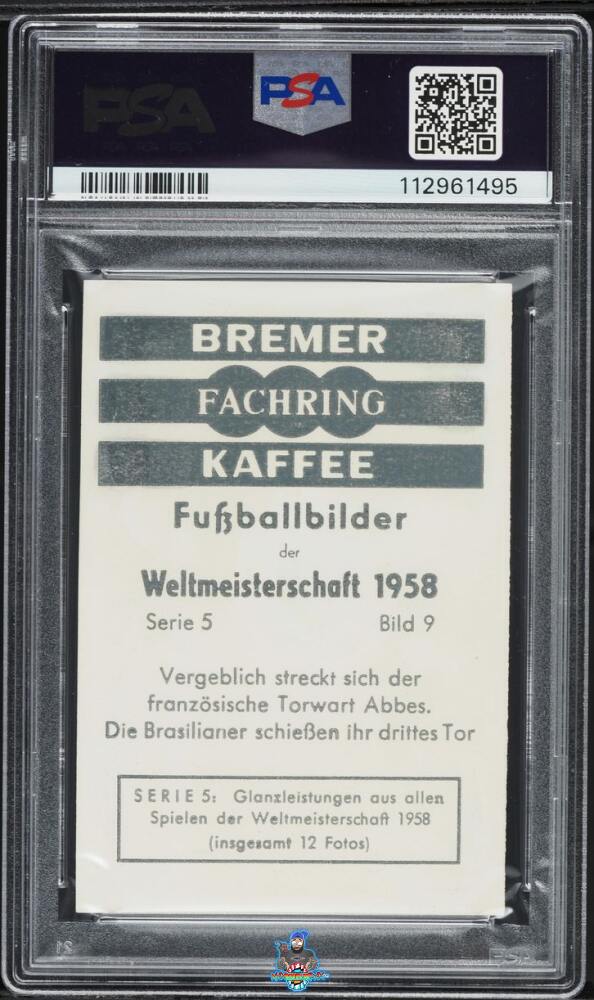 PSA
PSA
112961495
BREMER
FACHRING
KAFFEE
Fußballbilder
der
Weltmeisterschaft 1958
Serie 5 Bild 9
Vergeblich streckt sich der
französische Torwart Abbes.
Die Brasilianer schießen ihr drittes Tor
SERIE 5: Glanzleistungen aus allen
Spielen der Weltmeisterschaft 1958
(insgesamt 12 Fotos)
PSA